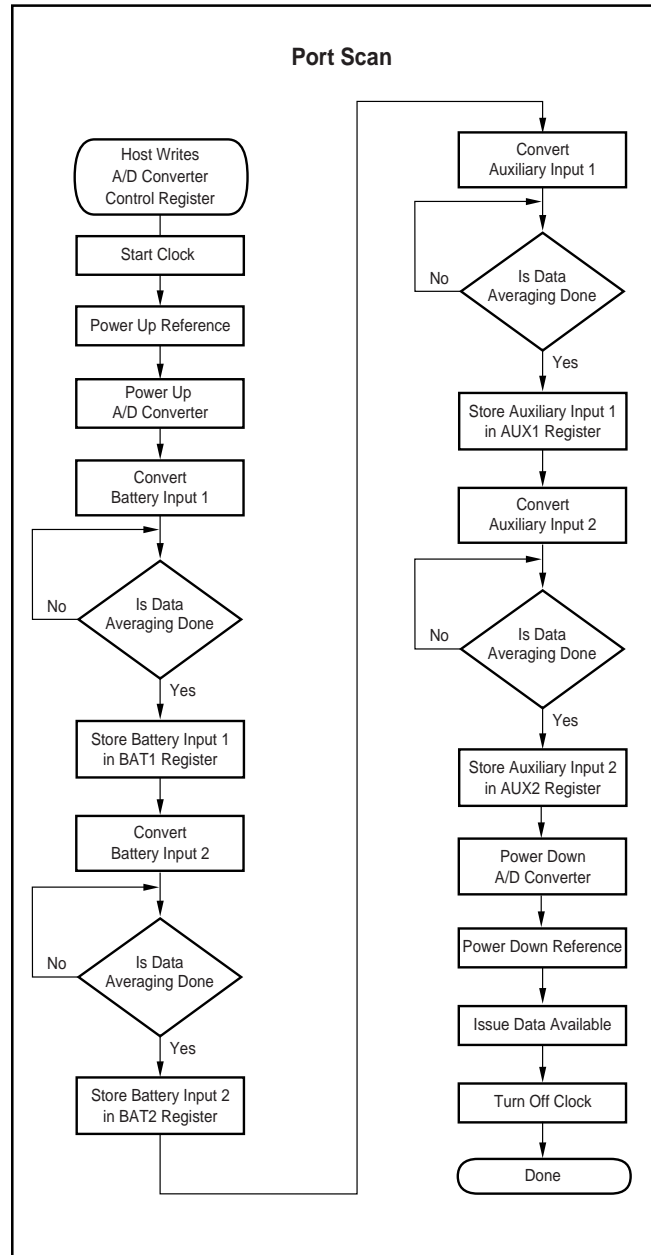 Port Scan
Host Writes
A/D Converter
Control Register
Start Clock
Power Up Reference
Power Up
A/D Converter
Convert
Battery Input 1
Is Data
Averaging Done
No
Yes
Store Battery Input 1
in BAT1 Register
Convert
Battery Input 2
Is Data
Averaging Done
No
Yes
Store Battery Input 2
in BAT2 Register
Convert
Auxiliary Input 1
Is Data
Averaging Done
No
Yes
Store Auxiliary Input 1
in AUX1 Register
Convert
Auxiliary Input 2
Is Data
Averaging Done
No
Yes
Store Auxiliary Input 2
in AUX2 Register
Power Down
A/D Converter
Power Down Reference
Issue Data Available
Turn Off Clock
Done